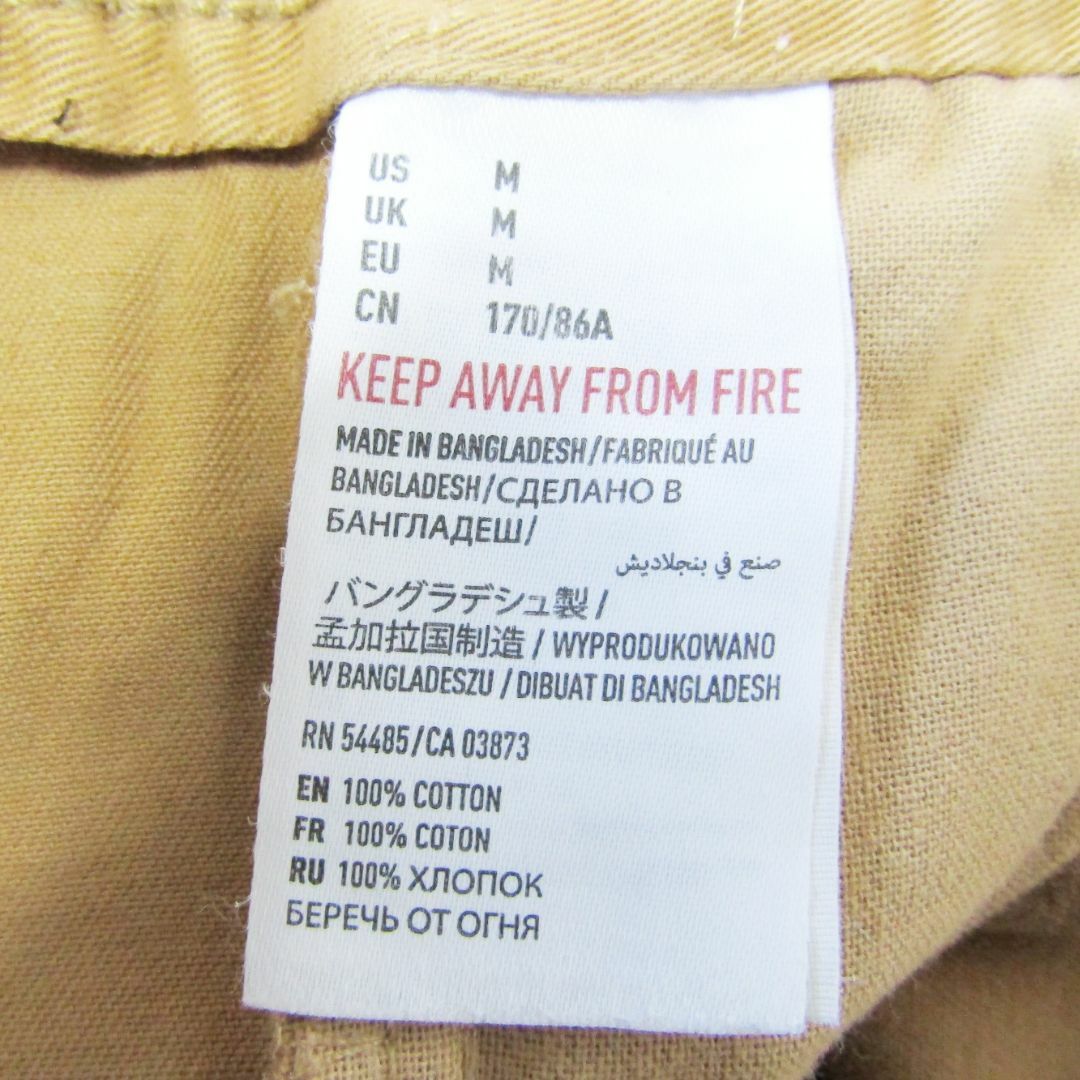 US M
UK M
EU M
CN 170/86A
KEEP AWAY FROM FIRE
MADE IN BANGLADESH/FABRIQUÉ AU
BANGLADESH/СДЕЛАНО В
БАНГЛАДЕШ/
صنع في بنجلاديش
バングラデシュ製/
孟加拉国制造/WYPRODUKOWANO
W BANGLADESZU/DIBUAT DI BANGLADESH
RN 54485/CA 03873
EN 100% COTTON
FR 100% COTON
RU 100% ХЛОПОК
БЕРЕЧЬ ОТ ОГНЯ